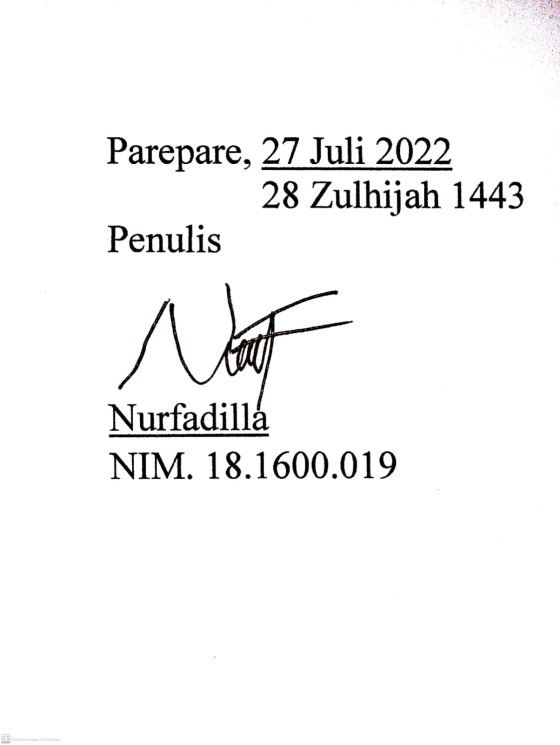 Parepare, 27 Juli 2022
28 Zulhijah 1443
Penulis
Nurfadilla
NIM. 18.1600.019